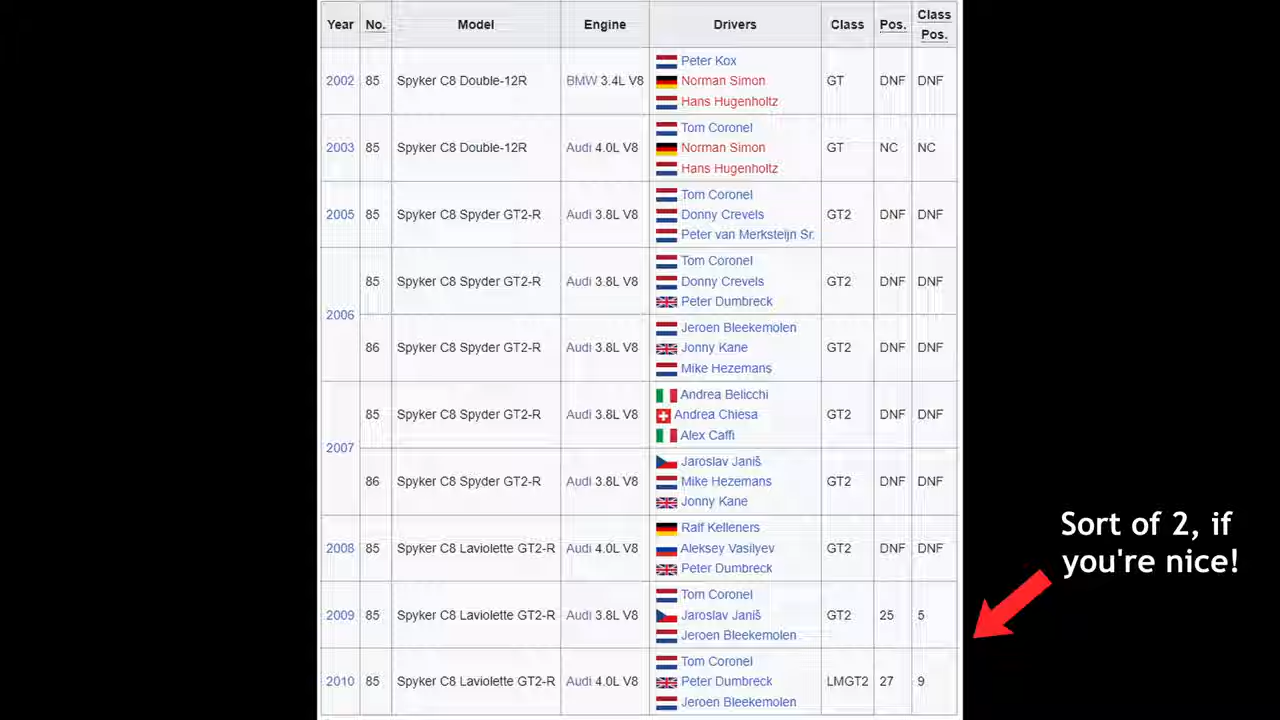 Year No. Model Engine Drivers Class Pos. Class Pos.
2002 85 Spyker C8 Double-12R BMW 3.4L V8 Peter Kox GT DNF DNF
Norman Simon
Hans Hugenholtz
2003 85 Spyker C8 Double-12R Audi 4.0L V8 Tom Coronel GT NC NC
Norman Simon
Hans Hugenholtz
2005 85 Spyker C8 Spyder GT2-R Audi 3.8L V8 Tom Coronel GT2 DNF DNF
Donny Crevels
Peter van Merksteijn Sr.
2006 85 Spyker C8 Spyder GT2-R Audi 3.8L V8 Tom Coronel GT2 DNF DNF
Donny Crevels
Peter Dumbreck
86 Spyker C8 Spyder GT2-R Audi 3.8L V8 Jeroen Bleekemolen GT2 DNF DNF
Jonny Kane
Mike Hezemans
2007 85 Spyker C8 Spyder GT2-R Audi 3.8L V8 Andrea Belicchi GT2 DNF DNF
Andrea Chiesa
Alex Caffi
86 Spyker C8 Spyder GT2-R Audi 3.8L V8 Jaroslav Janiš GT2 DNF DNF
Mike Hezemans
Jonny Kane
2008 85 Spyker C8 Laviolette GT2-R Audi 4.0L V8 Ralf Kelleners GT2 DNF DNF
Aleksey Vasilyev
Peter Dumbreck
2009 85 Spyker C8 Laviolette GT2-R Audi 3.8L V8 Tom Coronel GT2 25 5
Jaroslav Janiš
Jeroen Bleekemolen
2010 85 Spyker C8 Laviolette GT2-R Audi 4.0L V8 Tom Coronel LMGT2 27 9
Peter Dumbreck
Jeroen Bleekemolen
Sort of 2, if
you're nice!